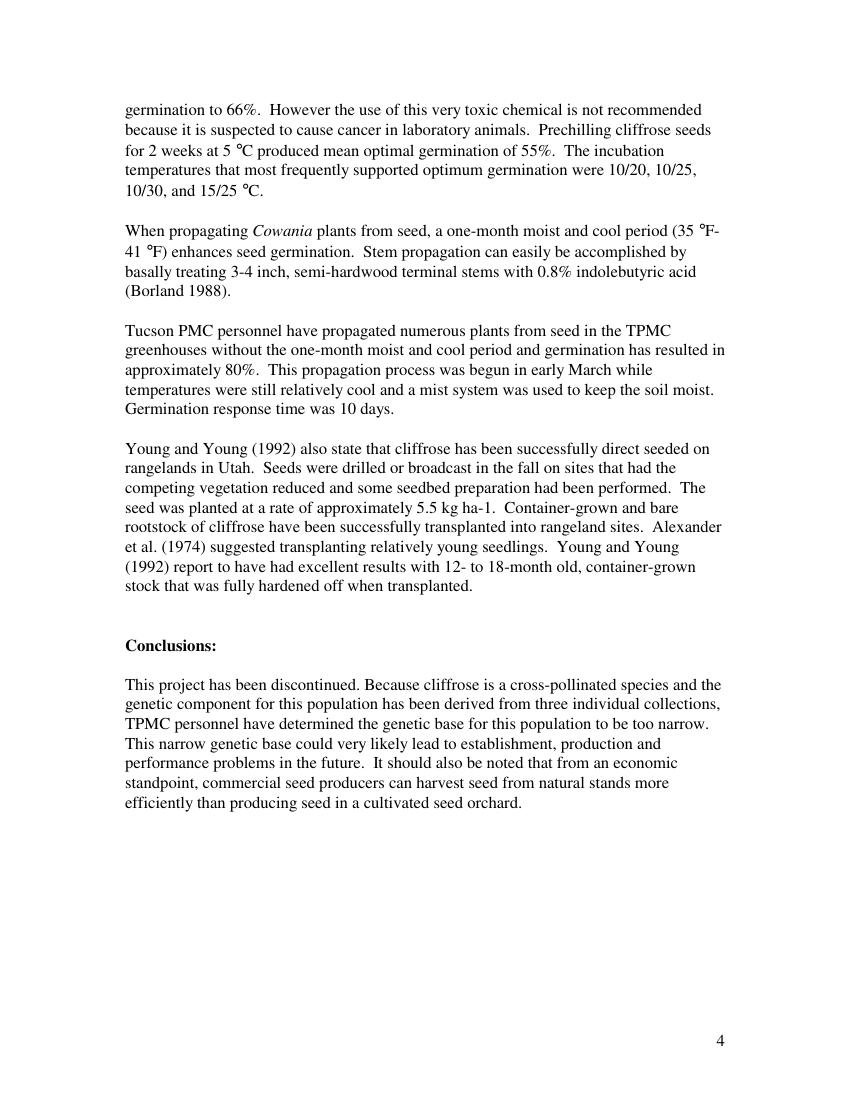 germination to 66%.  However the use of this very toxic chemical is not recommended
because it is suspected to cause cancer in laboratory animals.  Prechilling cliffrose seeds
for 2 weeks at 5 °C produced mean optimal germination of 55%.  The incubation
temperatures that most frequently supported optimum germination were 10/20, 10/25,
10/30, and 15/25 °C.
When propagating Cowania plants from seed, a one-month moist and cool period (35 °F-
41 °F) enhances seed germination.  Stem propagation can easily be accomplished by
basally treating 3-4 inch, semi-hardwood terminal stems with 0.8% indolebutyric acid
(Borland 1988).
Tucson PMC personnel have propagated numerous plants from seed in the TPMC
greenhouses without the one-month moist and cool period and germination has resulted in
approximately 80%.  This propagation process was begun in early March while
temperatures were still relatively cool and a mist system was used to keep the soil moist.
Germination response time was 10 days.
Young and Young (1992) also state that cliffrose has been successfully direct seeded on
rangelands in Utah.  Seeds were drilled or broadcast in the fall on sites that had the
competing vegetation reduced and some seedbed preparation had been performed.  The
seed was planted at a rate of approximately 5.5 kg ha-1.  Container-grown and bare
rootstock of cliffrose have been successfully transplanted into rangeland sites.  Alexander
et al. (1974) suggested transplanting relatively young seedlings.  Young and Young
(1992) report to have had excellent results with 12- to 18-month old, container-grown
stock that was fully hardened off when transplanted.
Conclusions:
This project has been discontinued. Because cliffrose is a cross-pollinated species and the
genetic component for this population has been derived from three individual collections,
TPMC personnel have determined the genetic base for this population to be too narrow.
This narrow genetic base could very likely lead to establishment, production and
performance problems in the future.  It should also be noted that from an economic
standpoint, commercial seed producers can harvest seed from natural stands more
efficiently than producing seed in a cultivated seed orchard.
4